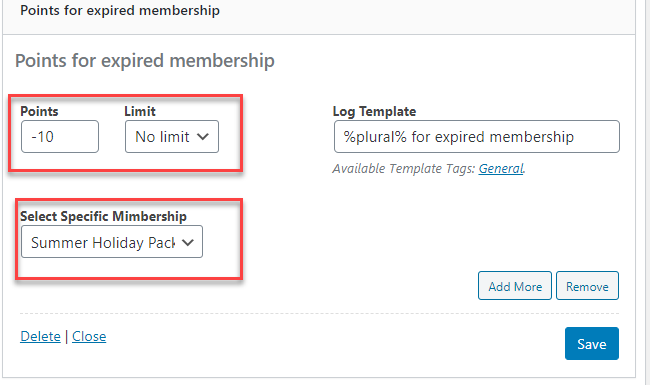 Points for expired membership
Points for expired membership
Points Limit Log Template
-10 No limit %plural% for expired membership
Available Template Tags: General.
Select Specific Mimbership
Summer Holiday Pack
Add More Remove
Delete | Close
Save